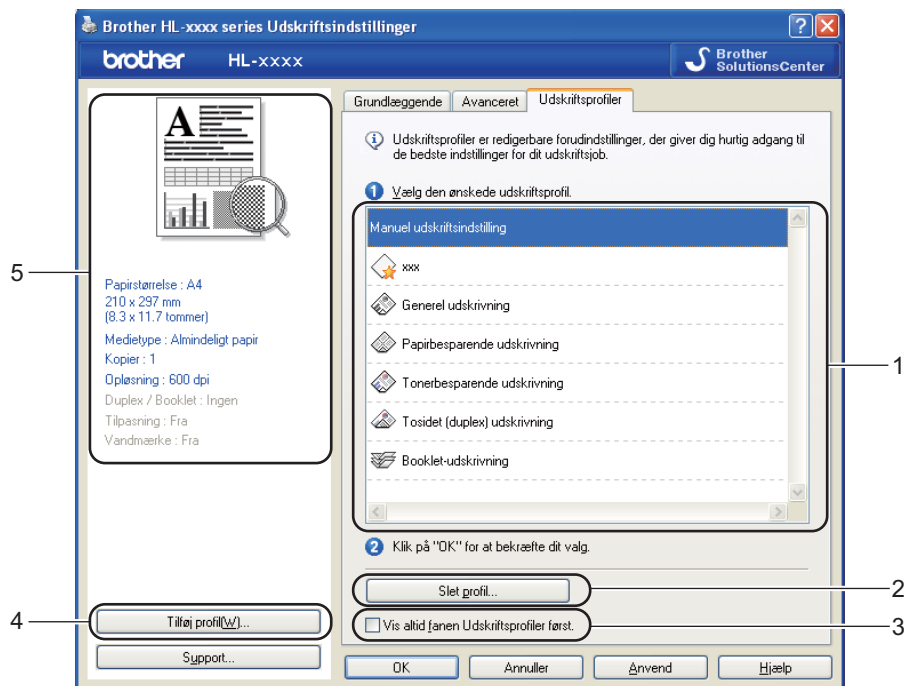 Brother HL-xxxx series Udskriftsindstillinger
brother HL-xxxx
Brother
SolutionsCenter
A
Papirstørrelse : A4
210 x 297 mm
(8.3 x 11.7 tommer)
Medietype : Almindeligt papir
Kopier : 1
Opløsning : 600 dpi
Duplex / Booklet : Ingen
Tilpasning : Fra
Vandmærke : Fra
5
Tilføj profil(W)...
4
Support...
Grundlæggende Avanceret Udskriftsprofiler
Udskriftsprofiler er redigerbare forudindstillinger, der giver dig hurtig adgang til
de bedste indstillinger for dit udskriftsjob.
1 Vælg den ønskede udskriftsprofil.
Manuel udskriftsindstilling
xxx
Generel udskrivning
Papirbesparende udskrivning
Tonerbesparende udskrivning
Tosidet (duplex) udskrivning
Booklet-udskrivning
1
2 Klik på "OK" for at bekræfte dit valg.
Slet profil...
2
Vis altid fanen Udskriftsprofiler først.
3
OK Annuller Anvend Hjælp